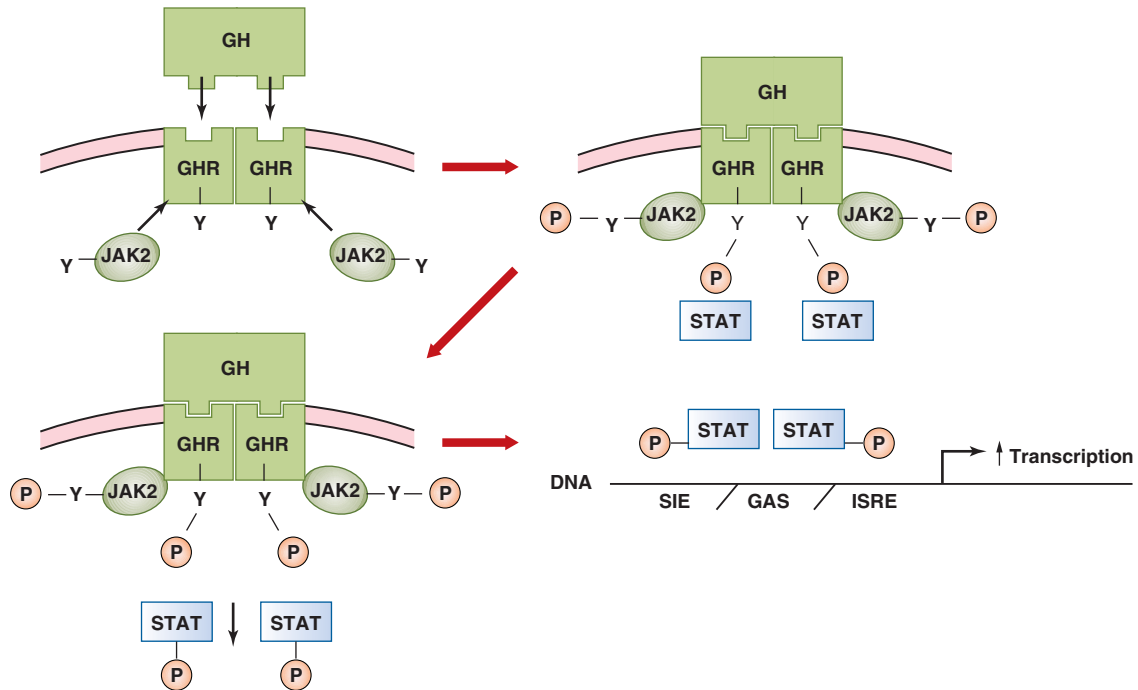 GH
GHR GHR
Y Y
Y JAK2 JAK2 Y
GH
GHR GHR
P Y JAK2 Y Y JAK2 Y P
P P
STAT STAT
GH
GHR GHR
P Y JAK2 Y Y JAK2 Y P
P P
STAT STAT
P P
P STAT STAT P
↑ Transcription
DNA
SIE / GAS / ISRE